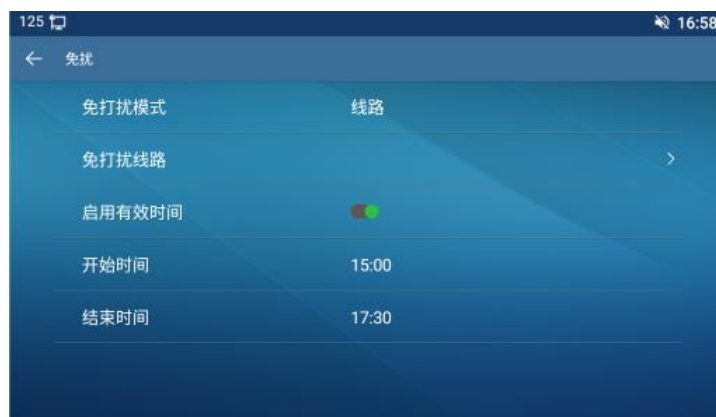 125 16:58
免扰
免打扰模式 线路
免打扰线路
启用有效时间
开始时间 15:00
结束时间 17:30